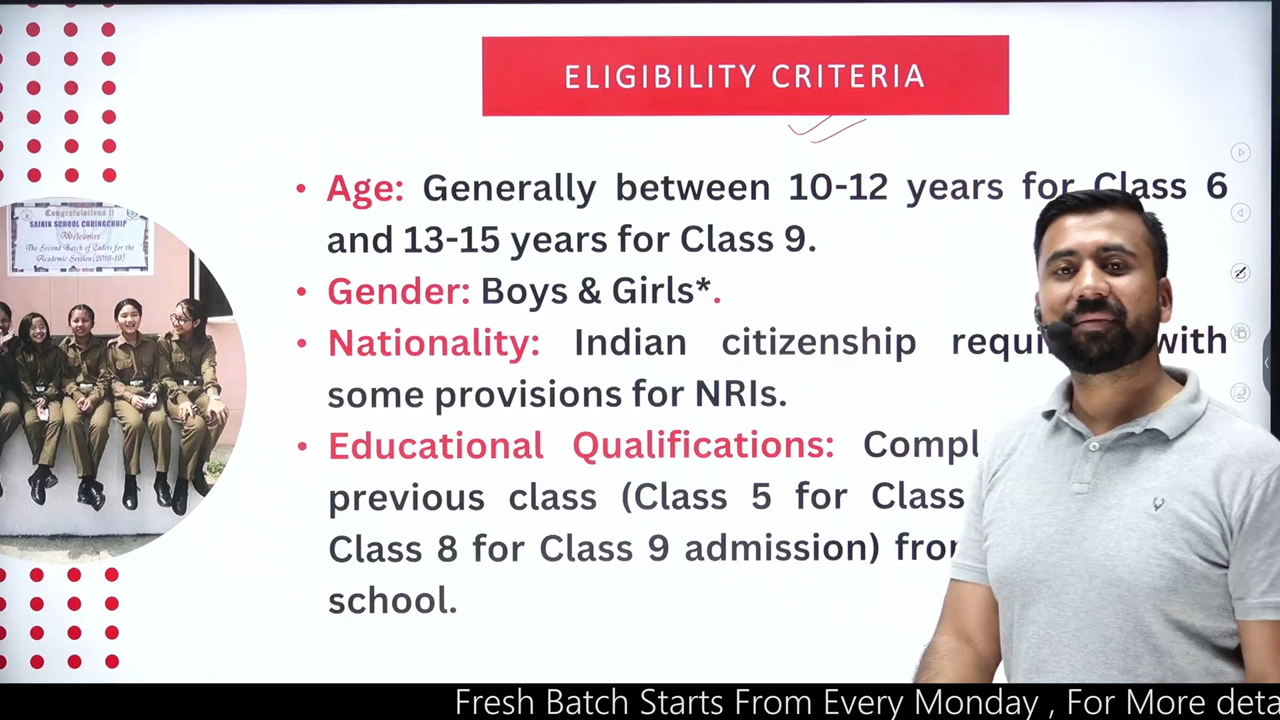 ELIGIBILITY CRITERIA
• Age: Generally between 10-12 years for Class 6
and 13-15 years for Class 9.
• Gender: Boys & Girls*.
• Nationality: Indian citizenship with
some provisions for NRIs.
• Educational Qualifications:
previous class (Class 5 for Class
Class 8 for Class 9 admission)
school.
Congratulations !!
SAINIK SCHOOL CHHINGCHHIP
Welcomes
The Second Batch of Cadets for the
Academic Session (2018-19)
Fresh Batch Starts From Every Monday , For More